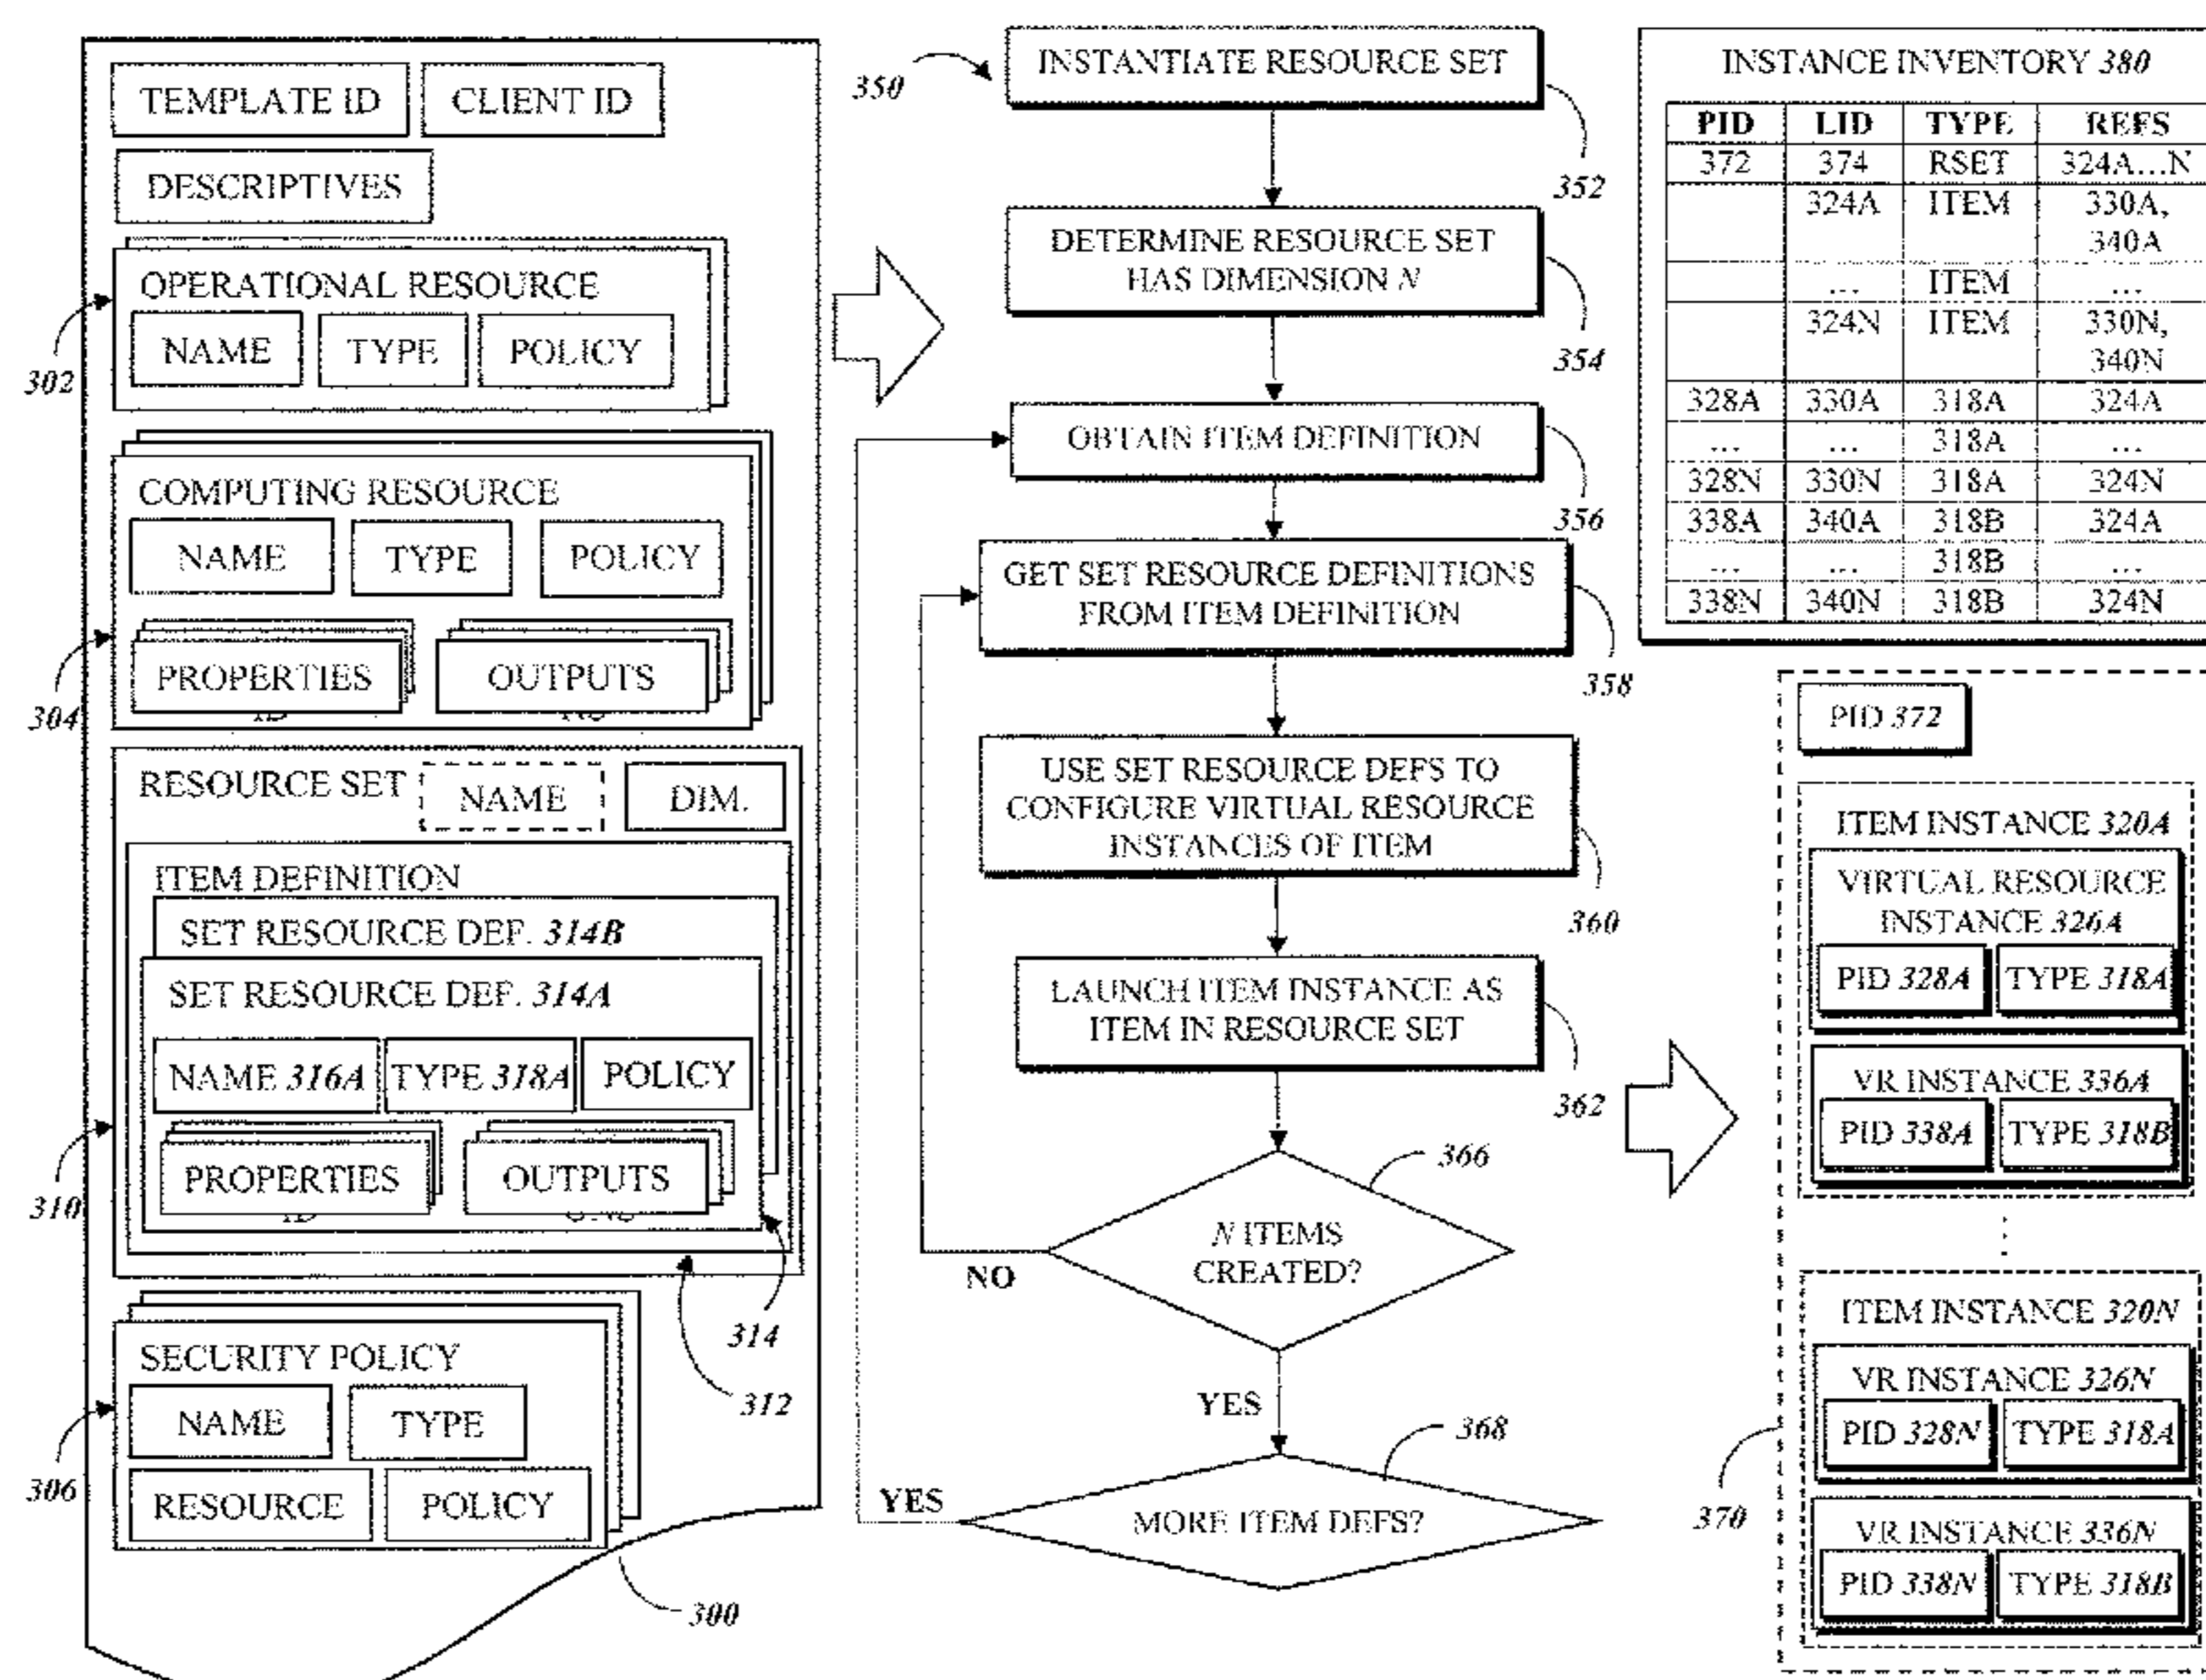 TEMPLATE ID
CLIENT ID
DESCRIPTIVES
OPERATIONAL RESOURCE
NAME
TYPE
POLICY
302
COMPUTING RESOURCE
NAME
TYPE
POLICY
PROPERTIES
OUTPUTS
304
RESOURCE SET
NAME
DIM.
ITEM DEFINITION
SET RESOURCE DEF. 314B
SET RESOURCE DEF. 314A
NAME 316A
TYPE 318A
POLICY
PROPERTIES
OUTPUTS
310
314
312
SECURITY POLICY
NAME
TYPE
RESOURCE
POLICY
306
300
350
INSTANTIATE RESOURCE SET
352
DETERMINE RESOURCE SET
HAS DIMENSION N
354
OBTAIN ITEM DEFINITION
356
GET SET RESOURCE DEFINITIONS
FROM ITEM DEFINITION
358
USE SET RESOURCE DEFS TO
CONFIGURE VIRTUAL RESOURCE
INSTANCES OF ITEM
360
LAUNCH ITEM INSTANCE AS
ITEM IN RESOURCE SET
362
366
N ITEMS
CREATED?
NO
YES
368
MORE ITEM DEFS?
YES
INSTANCE INVENTORY 380
PID LID TYPE REFS
372 374 RSET 324A...N
324A ITEM 330A,
340A
... ITEM ...
324N ITEM 330N,
340N
328A 330A 318A 324A
... ... 318A ...
328N 330N 318A 324N
338A 340A 318B 324A
... ... 318B ...
338N 340N 318B 324N
PID 372
ITEM INSTANCE 320A
VIRTUAL RESOURCE
INSTANCE 326A
PID 328A
TYPE 318A
VR INSTANCE 336A
PID 338A
TYPE 318B
ITEM INSTANCE 320N
VR INSTANCE 326N
PID 328N
TYPE 318A
370
VR INSTANCE 336N
PID 338N
TYPE 318B